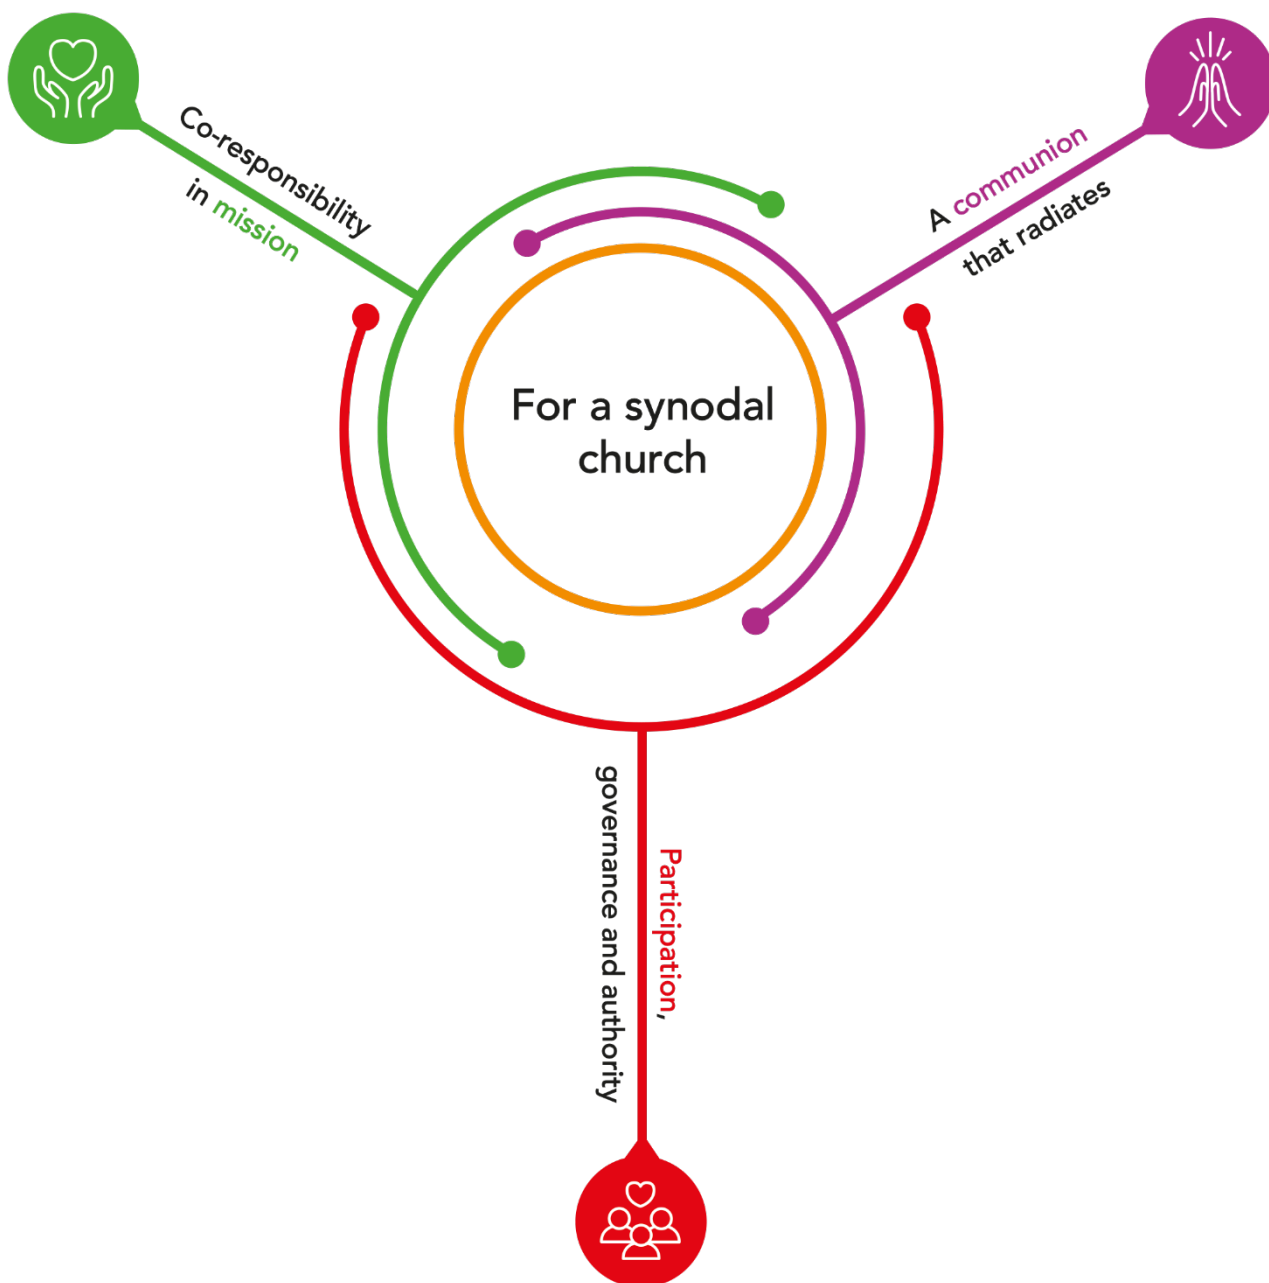 Co-responsibility
in mission
A communion
that radiates
For a synodal
church
Participation,
governance and authority